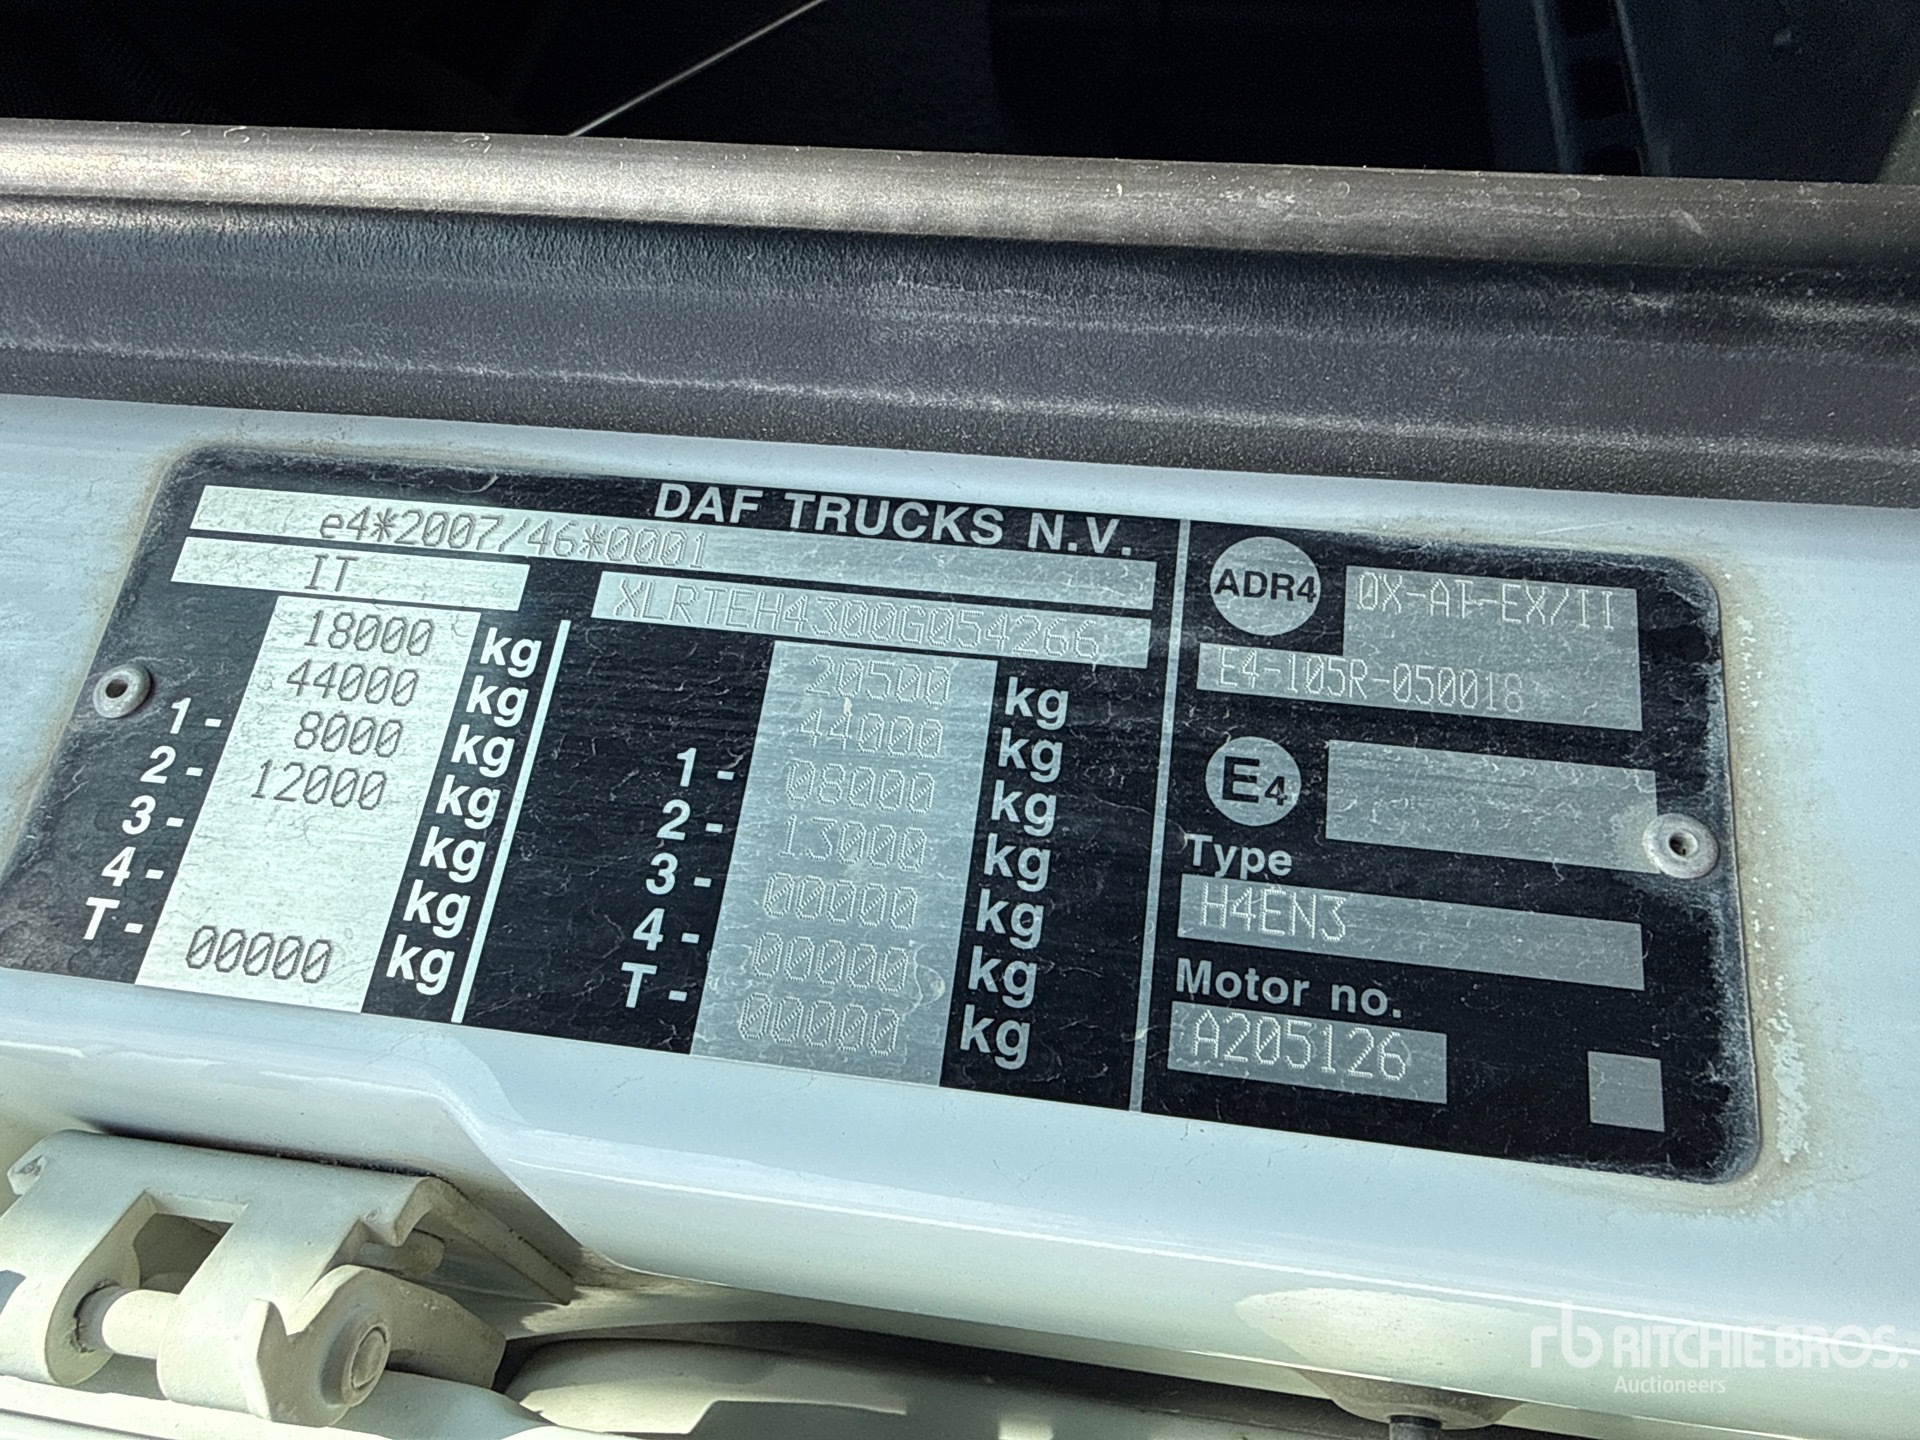 DAF TRUCKS N.V.
e4*2007/46*0001
IT
XLRTEH4300G054266
18000 kg
44000 kg
1- 8000 kg
2- 12000 kg
3- kg
4- kg
T- 00000 kg
20500 kg
44000 kg
1- 08000 kg
2- 13000 kg
3- 00000 kg
4- 00000 kg
T- 00000 kg
ADR4 OX-AT-EX/II
E4-105R-050018
E4
Type
H4EN3
Motor no.
A205126
rb RITCHIE BROS.
Auctioneers